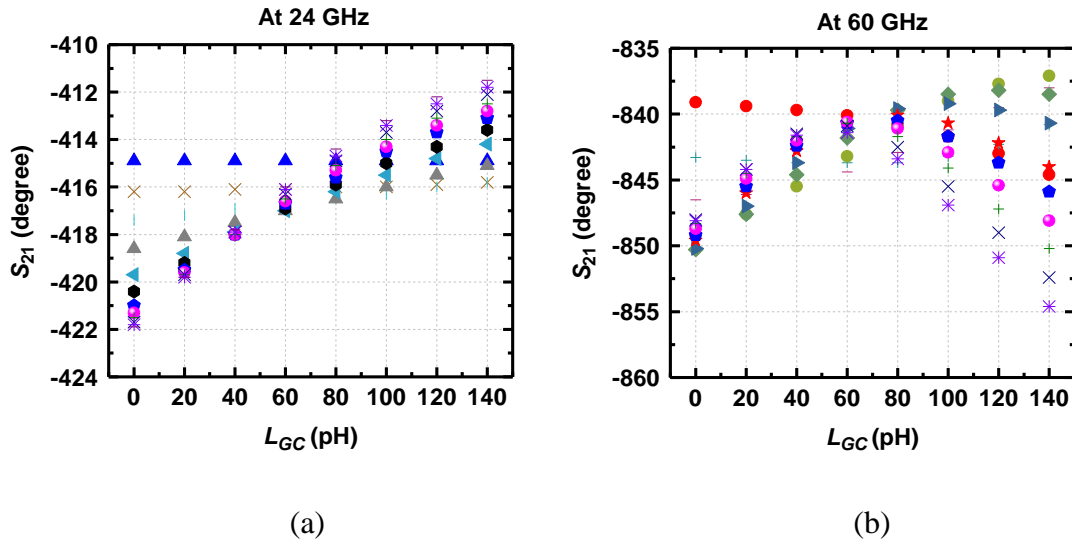 At 24 GHz
-410
-412
-414
-416
-418
-420
-422
-424
S21 (degree)
0 20 40 60 80 100 120 140
LGC (pH)
(a)
At 60 GHz
-835
-840
-845
-850
-855
-860
S21 (degree)
0 20 40 60 80 100 120 140
LGC (pH)
(b)